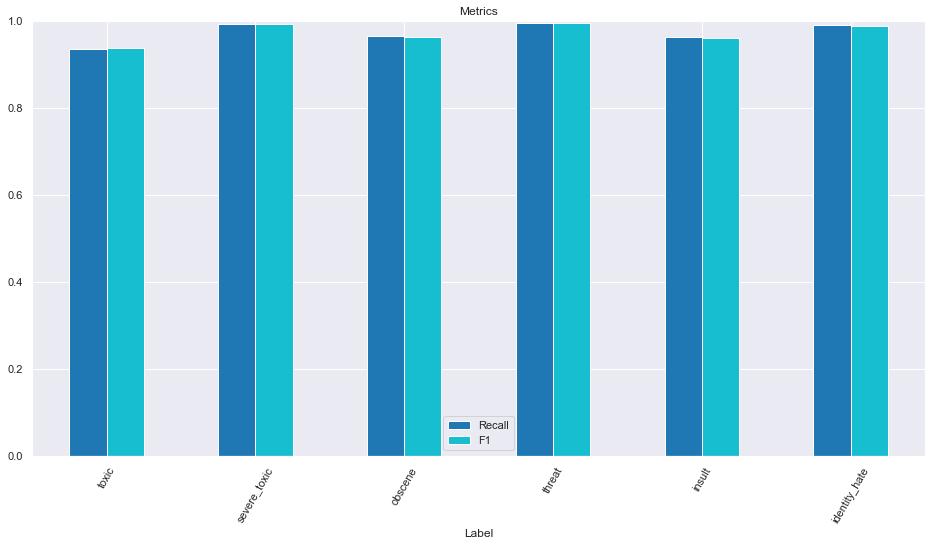 Metrics
1.0
0.8
0.6
0.4
0.2
0.0
Recall
F1
toxic
severe_toxic
obscene
threat
insult
identity_hate
Label